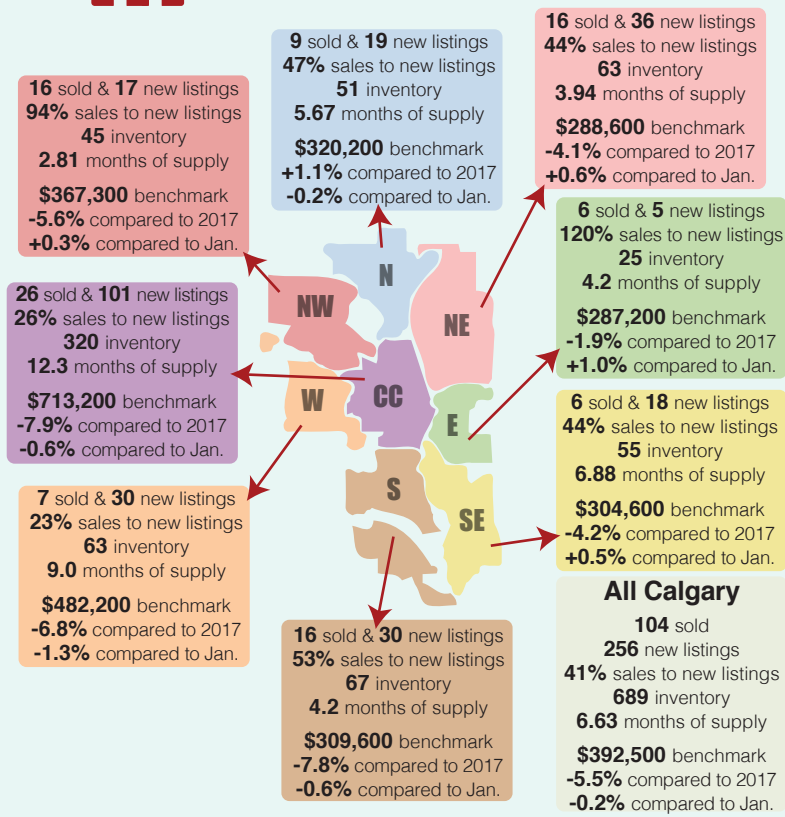 16 sold & 17 new listings
94% sales to new listings
45 inventory
2.81 months of supply
$367,300 benchmark
-5.6% compared to 2017
+0.3% compared to Jan.
9 sold & 19 new listings
47% sales to new listings
51 inventory
5.67 months of supply
$320,200 benchmark
+1.1% compared to 2017
-0.2% compared to Jan.
16 sold & 36 new listings
44% sales to new listings
63 inventory
3.94 months of supply
$288,600 benchmark
-4.1% compared to 2017
+0.6% compared to Jan.
6 sold & 5 new listings
120% sales to new listings
25 inventory
4.2 months of supply
$287,200 benchmark
-1.9% compared to 2017
+1.0% compared to Jan.
26 sold & 101 new listings
26% sales to new listings
320 inventory
12.3 months of supply
$713,200 benchmark
-7.9% compared to 2017
-0.6% compared to Jan.
N
NW
NE
W
CC
E
S
SE
6 sold & 18 new listings
44% sales to new listings
55 inventory
6.88 months of supply
$304,600 benchmark
-4.2% compared to 2017
+0.5% compared to Jan.
7 sold & 30 new listings
23% sales to new listings
63 inventory
9.0 months of supply
$482,200 benchmark
-6.8% compared to 2017
-1.3% compared to Jan.
16 sold & 30 new listings
53% sales to new listings
67 inventory
4.2 months of supply
$309,600 benchmark
-7.8% compared to 2017
-0.6% compared to Jan.
All Calgary
104 sold
256 new listings
41% sales to new listings
689 inventory
6.63 months of supply
$392,500 benchmark
-5.5% compared to 2017
-0.2% compared to Jan.